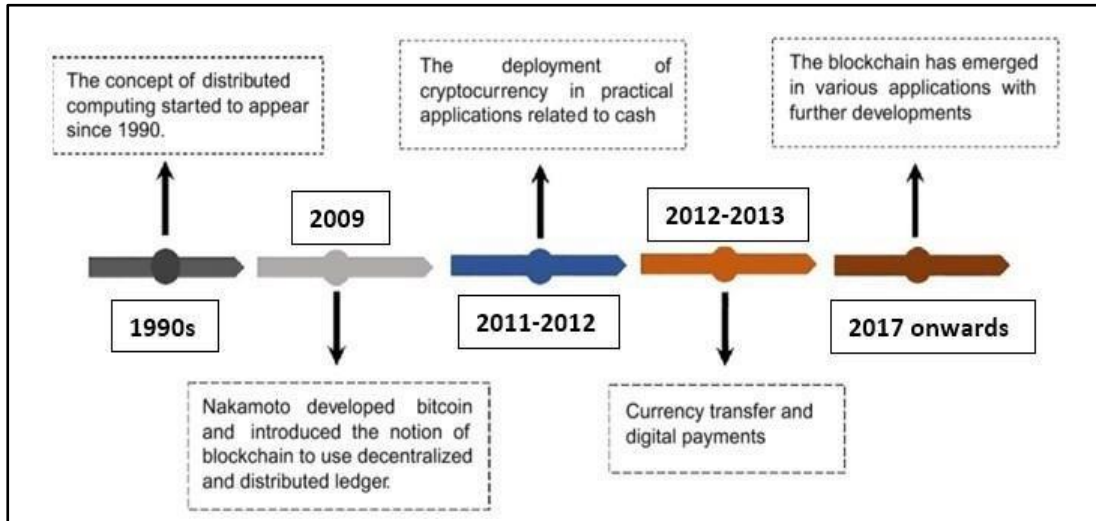 The concept of distributed
computing started to appear
since 1990.
The deployment of
cryptocurrency in practical
applications related to cash
The blockchain has emerged
in various applications with
further developments
2009
2012-2013
1990s
2011-2012
2017 onwards
Nakamoto developed bitcoin
and introduced the notion of
blockchain to use decentralized
and distributed ledger.
Currency transfer and
digital payments